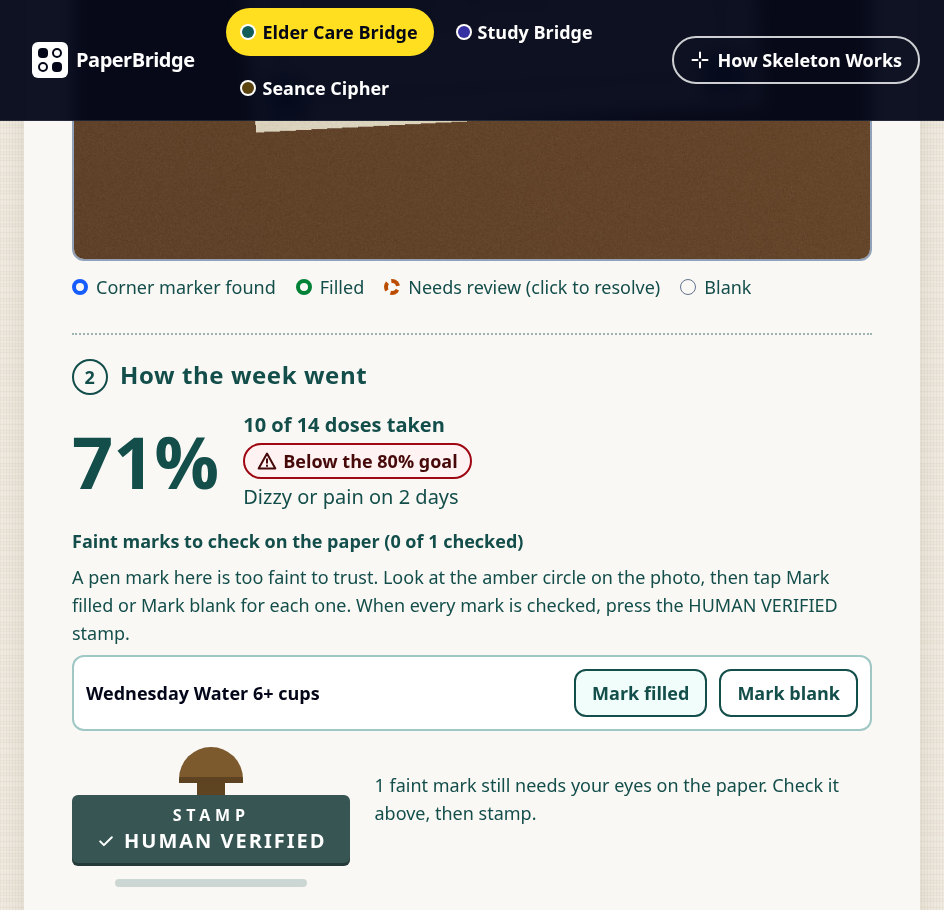 PaperBridge
Elder Care Bridge
Study Bridge
Seance Cipher
How Skeleton Works
Corner marker found
Filled
Needs review (click to resolve)
Blank
2
How the week went
71%
10 of 14 doses taken
Below the 80% goal
Dizzy or pain on 2 days
Faint marks to check on the paper (0 of 1 checked)
A pen mark here is too faint to trust. Look at the amber circle on the photo, then tap Mark
filled or Mark blank for each one. When every mark is checked, press the HUMAN VERIFIED
stamp.
Wednesday Water 6+ cups
Mark filled
Mark blank
STAMP
HUMAN VERIFIED
1 faint mark still needs your eyes on the paper. Check it
above, then stamp.